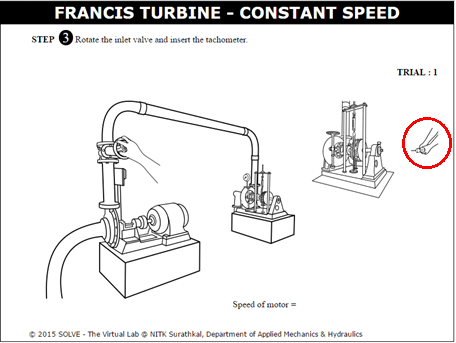 FRANCIS TURBINE - CONSTANT SPEED
STEP 3 Rotate the inlet valve and insert the tachometer.
TRIAL : 1
Speed of motor =
© 2015 SOLVE - The Virtual Lab @ NITK Surathkal, Department of Applied Mechanics & Hydraulics